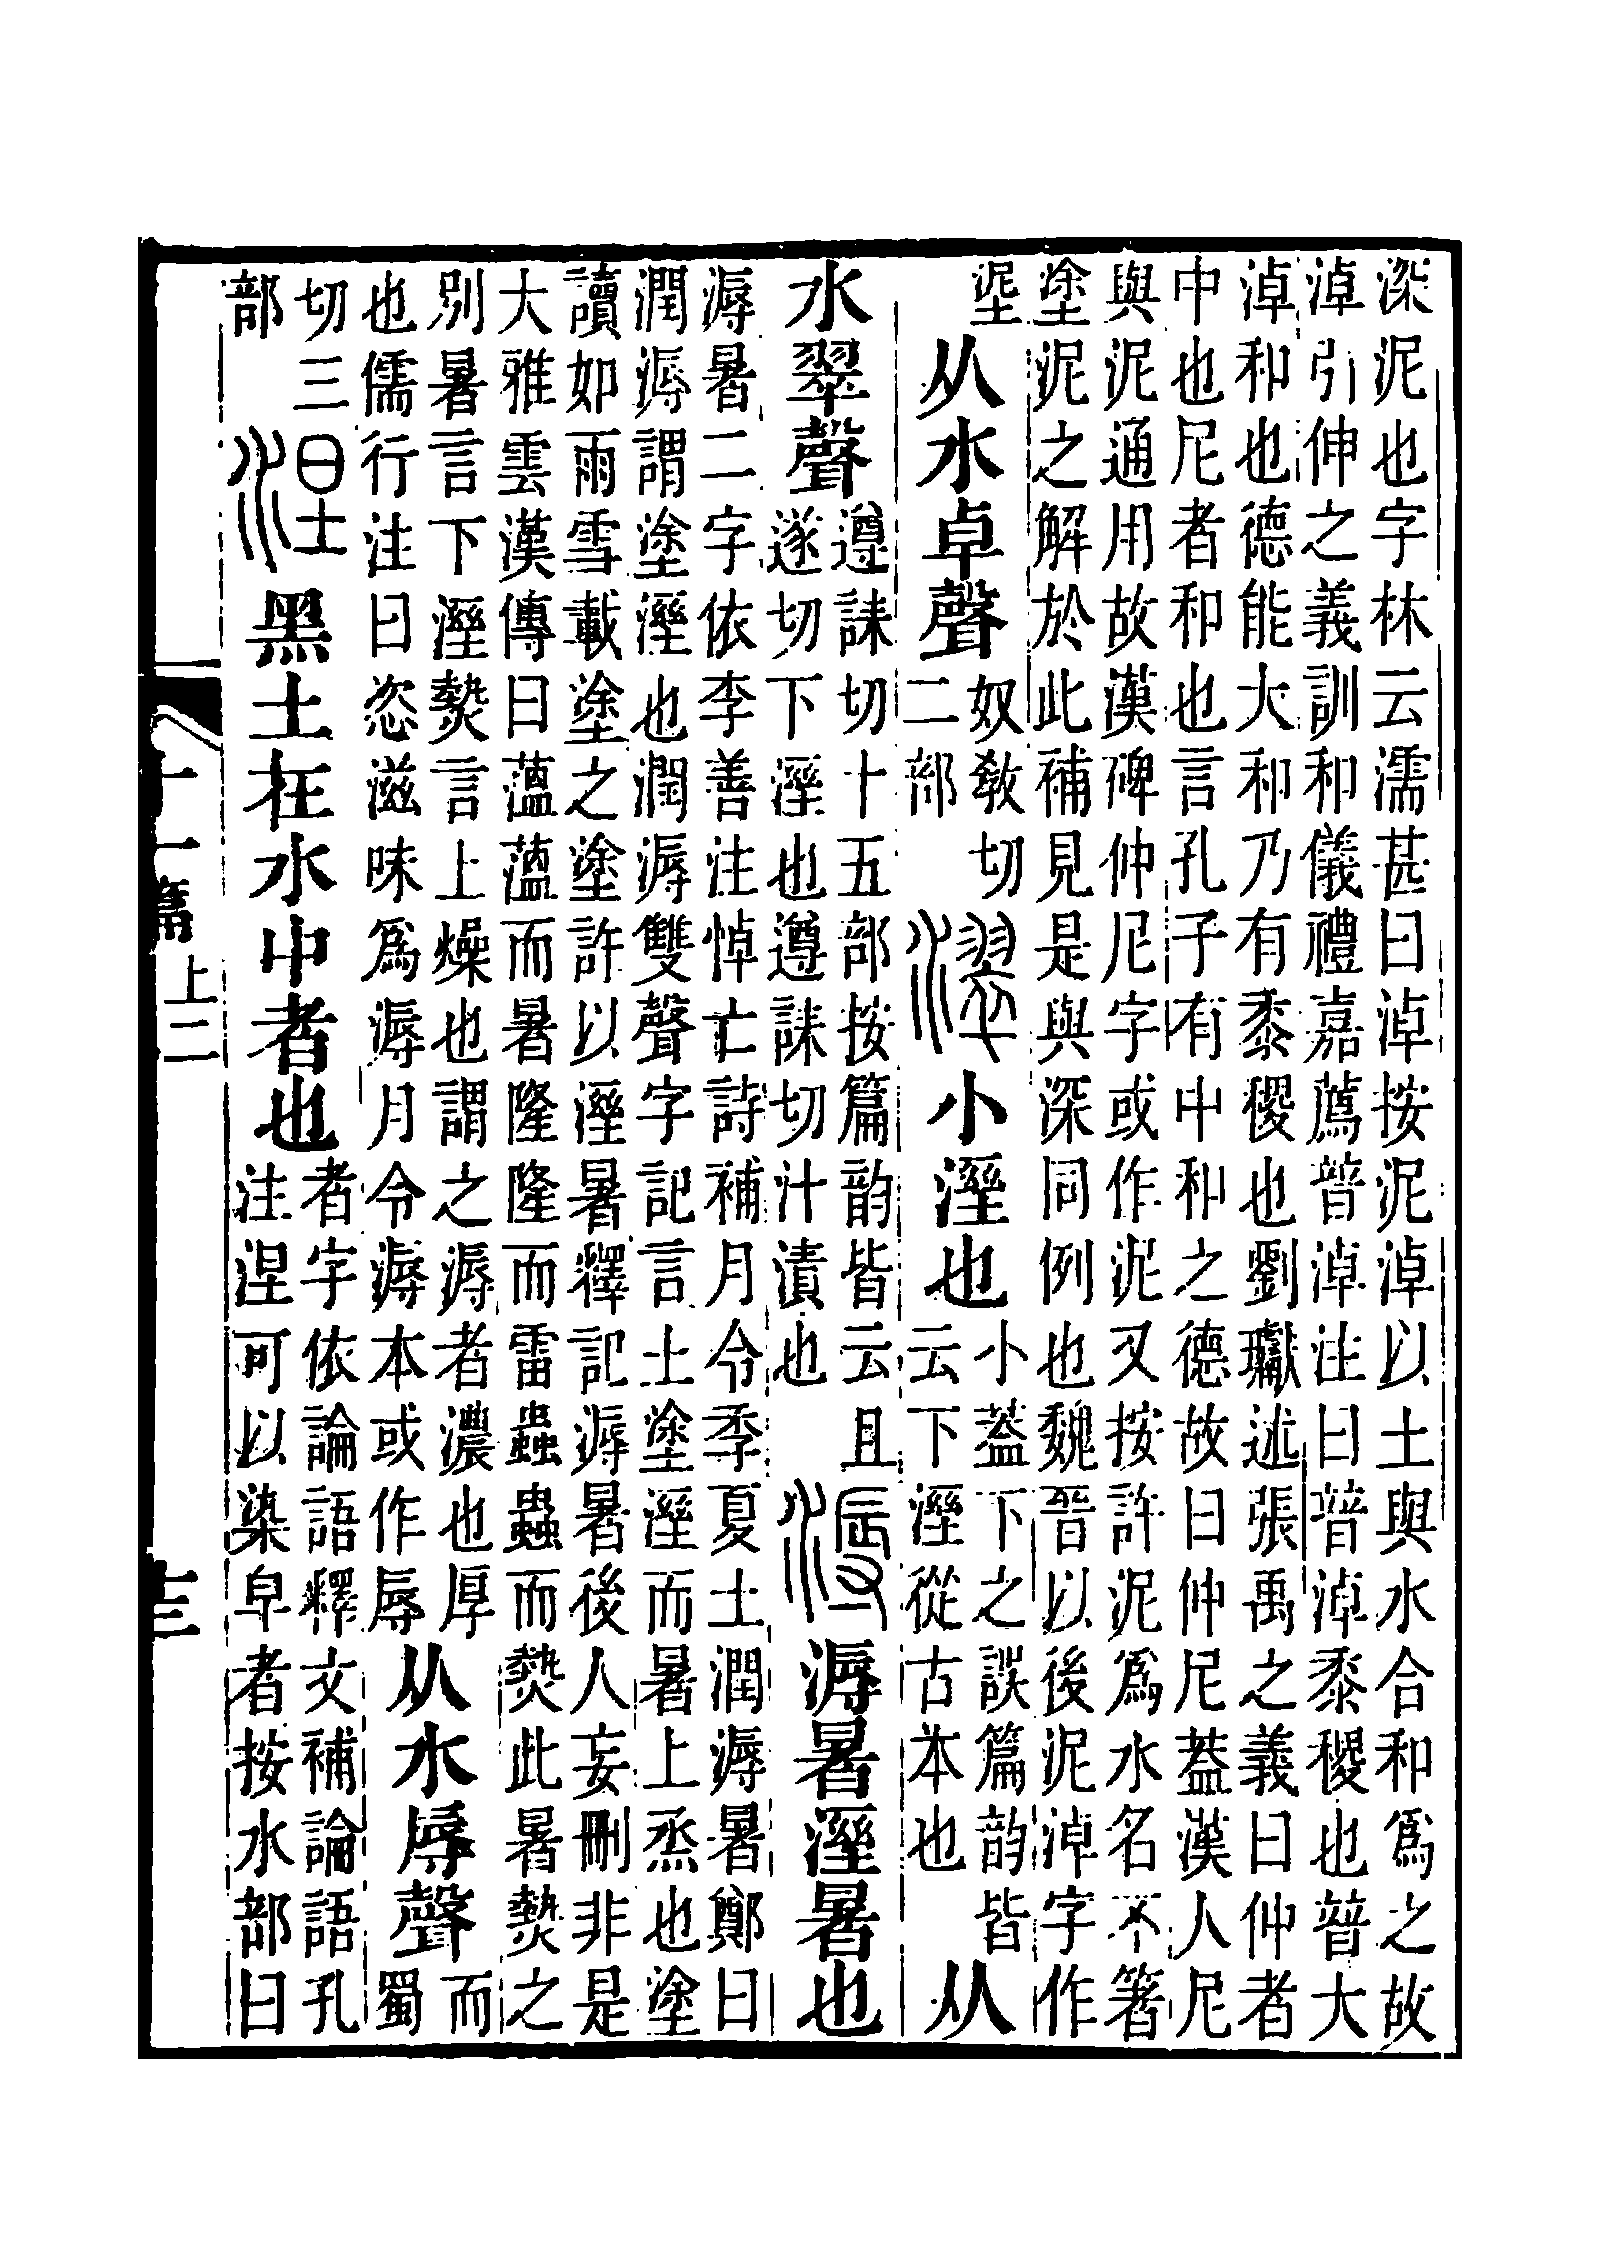 深泥也字林云濡甚曰淖按泥淖以土與水合和爲之故
淖引伸之義訓和儀禮嘉薦普淖注曰普淖黍稷也普大
淖和也德能大和乃有黍稷也劉瓛述張禹之義曰仲者
中也尼者和也言孔子有中和之德故曰仲尼葢漢人尼
與泥通用故漢碑仲尼字或作泥又按許泥爲水名不箸
塗泥之解於此補見是與深同例也魏晉以後泥淖字作
埿从水卓聲奴敎切二部小溼也小葢下之誤篇韵皆云下溼從古本也从
水翠聲遵誄切十五部按篇韵皆云且遂切下溼也遵誄切汁漬也溽暑溼暑也
溽暑二字依李善注悼亡詩補月令季夏土潤溽暑鄭曰
潤溽謂塗溼也潤溽雙聲字記言土塗溼而暑上烝也塗
讀如雨雪載塗之塗許以溼暑釋記溽暑後人妄刪非是
大雅雲漢傳曰薀薀而暑隆隆而雷蟲蟲而熱此暑熱之
別暑言下溼熱言上燥也謂之溽者濃也厚
也儒行注曰恣滋味爲溽月令溽本或作辱从水辱聲而蜀
切三部涅黑土在水中者也者字依論語釋文補論語孔
注涅可以染皁者按水部曰
十一篇上二
十三